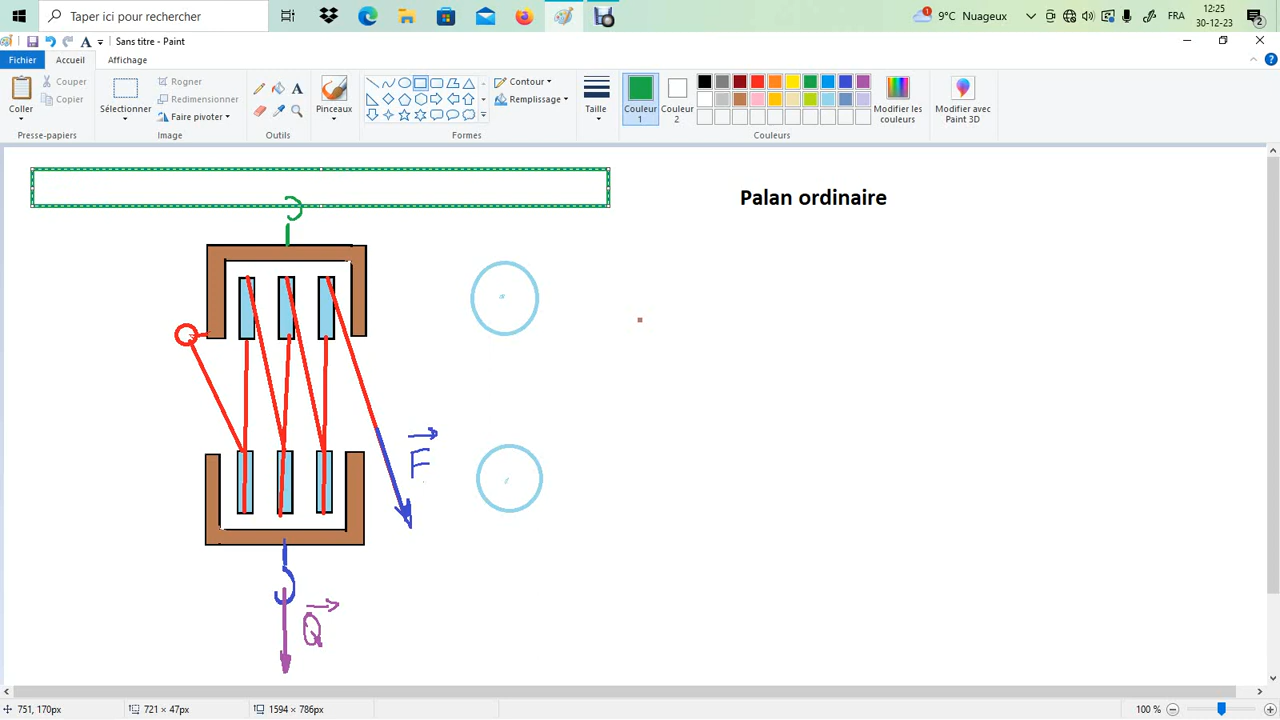 Taper ici pour rechercher
1
9°C Nuageux
FRA
12:25
30-12-23
2
Sans titre - Paint
Fichier
Accueil
Affichage
Coller
Couper
Copier
Presse-papiers
Sélectionner
Rogner
Redimensionner
Faire pivoter
Image
A
Outils
Pinceaux
Contour
Remplissage
Formes
Taille
Couleur 1
Couleur 2
Modifier les couleurs
Couleurs
Modifier avec Paint 3D
Palan ordinaire
F
Q
751, 170px
721 × 47px
1594 × 786px
100 %